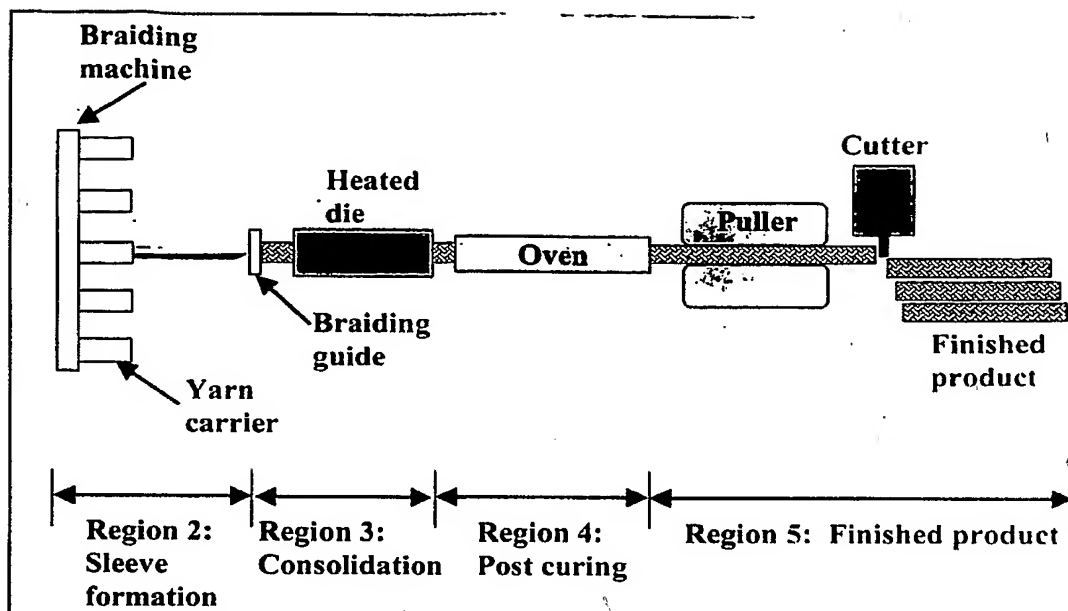 Braiding
machine
Cutter
Heated
die
Puller
Oven
Braiding
guide
Finished
product
Yarn
carrier
Region 2:
Sleeve
formation
Region 3:
Consolidation
Region 4:
Post curing
Region 5: Finished product